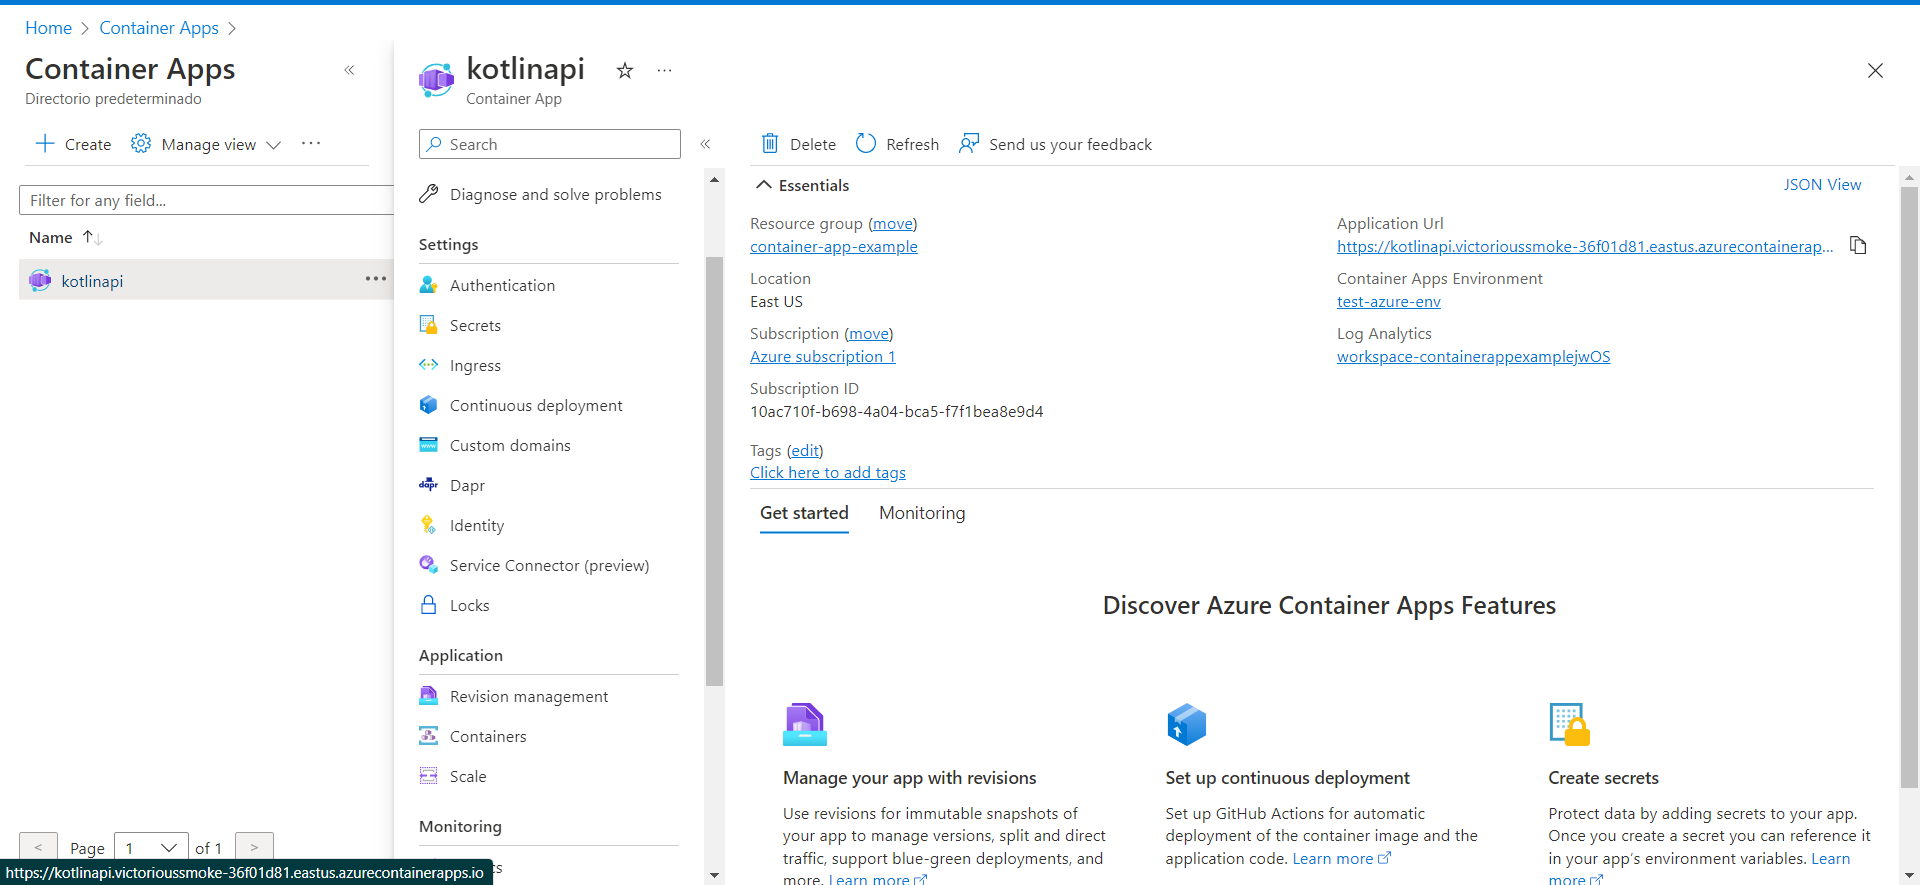 Home > Container Apps >
Container Apps
Directorio predeterminado
Create
Manage view
Filter for any field...
Name
kotlinapi
< Page 1 of 1 >
https://kotlinapi.victorioussmoke-36f01d81.eastus.azurecontainerapps.io
kotlinapi
Container App
Search
Diagnose and solve problems
Settings
Authentication
Secrets
Ingress
Continuous deployment
Custom domains
dapr Dapr
Identity
Service Connector (preview)
Locks
Application
Revision management
Containers
Scale
Monitoring
Delete
Refresh
Send us your feedback
Essentials
JSON View
Resource group (move)
container-app-example
Location
East US
Subscription (move)
Azure subscription 1
Subscription ID
10ac710f-b698-4a04-bca5-f7f1bea8e9d4
Tags (edit)
Click here to add tags
Application Url
https://kotlinapi.victorioussmoke-36f01d81.eastus.azurecontainerap...
Container Apps Environment
test-azure-env
Log Analytics
workspace-containerappexamplejwOS
Get started
Monitoring
Discover Azure Container Apps Features
Manage your app with revisions
Use revisions for immutable snapshots of
your app to manage versions, split and direct
traffic, support blue-green deployments, and
more. Learn more
Set up continuous deployment
Set up GitHub Actions for automatic
deployment of the container image and the
application code. Learn more
Create secrets
Protect data by adding secrets to your app.
Once you create a secret you can reference it
in your app's environment variables. Learn
more